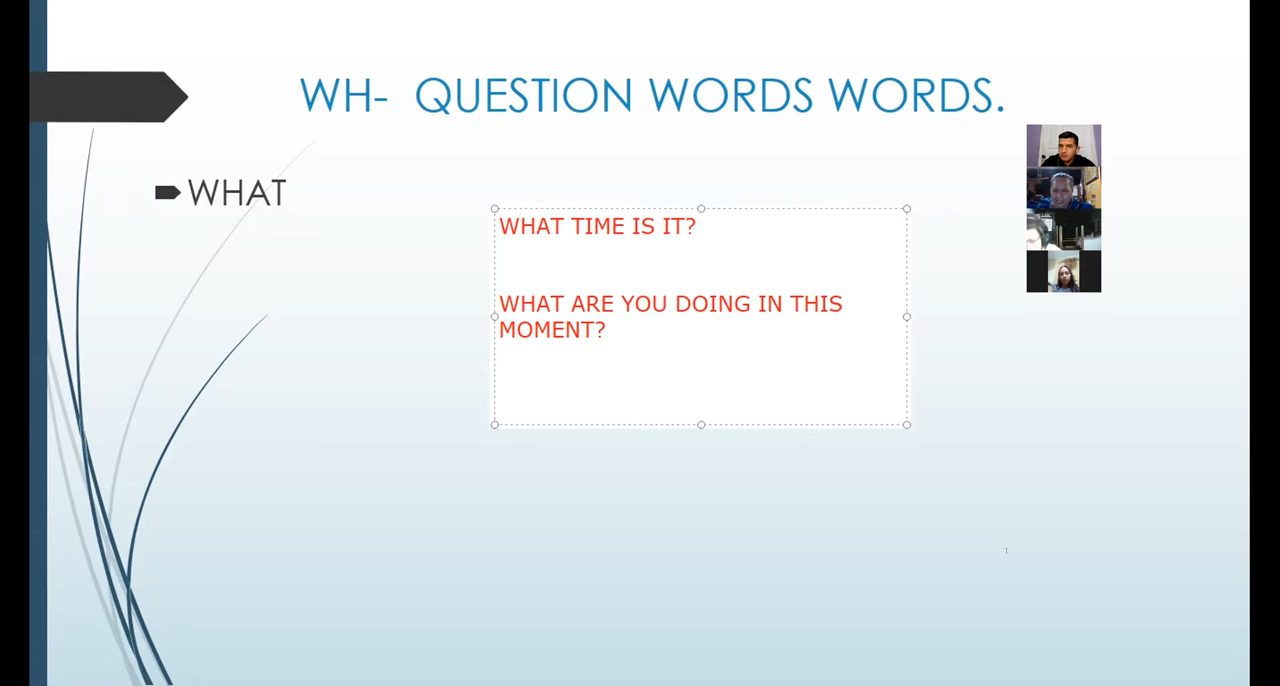 WH- QUESTION WORDS WORDS.
WHAT
WHAT TIME IS IT?
WHAT ARE YOU DOING IN THIS
MOMENT?